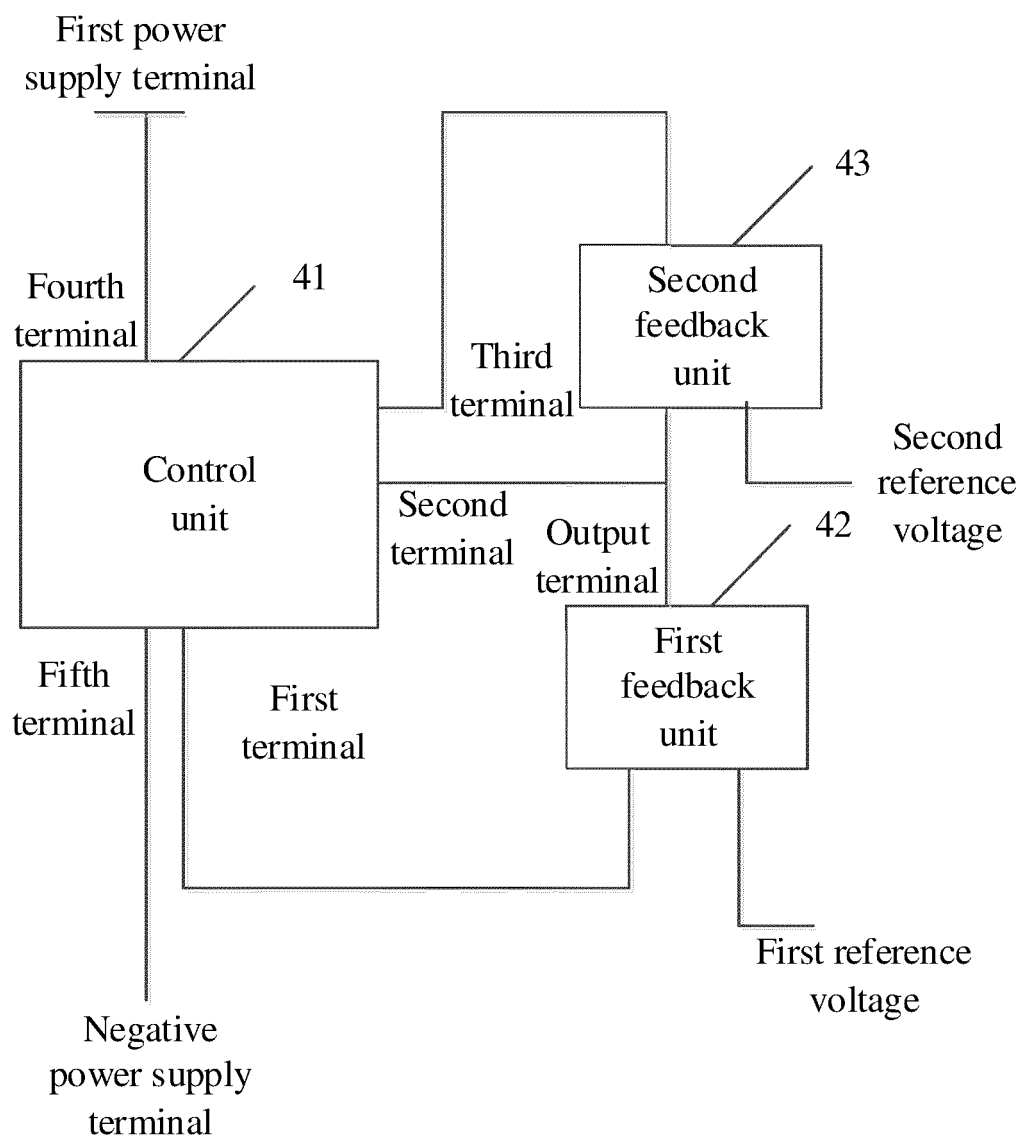 First power
supply terminal
43
Fourth
terminal
41
Second
feedback
unit
Third
terminal
Control
unit
Second
reference
voltage
Second
terminal
Output
terminal
42
First
feedback
unit
Fifth
terminal
First
terminal
First reference
voltage
Negative
power supply
terminal